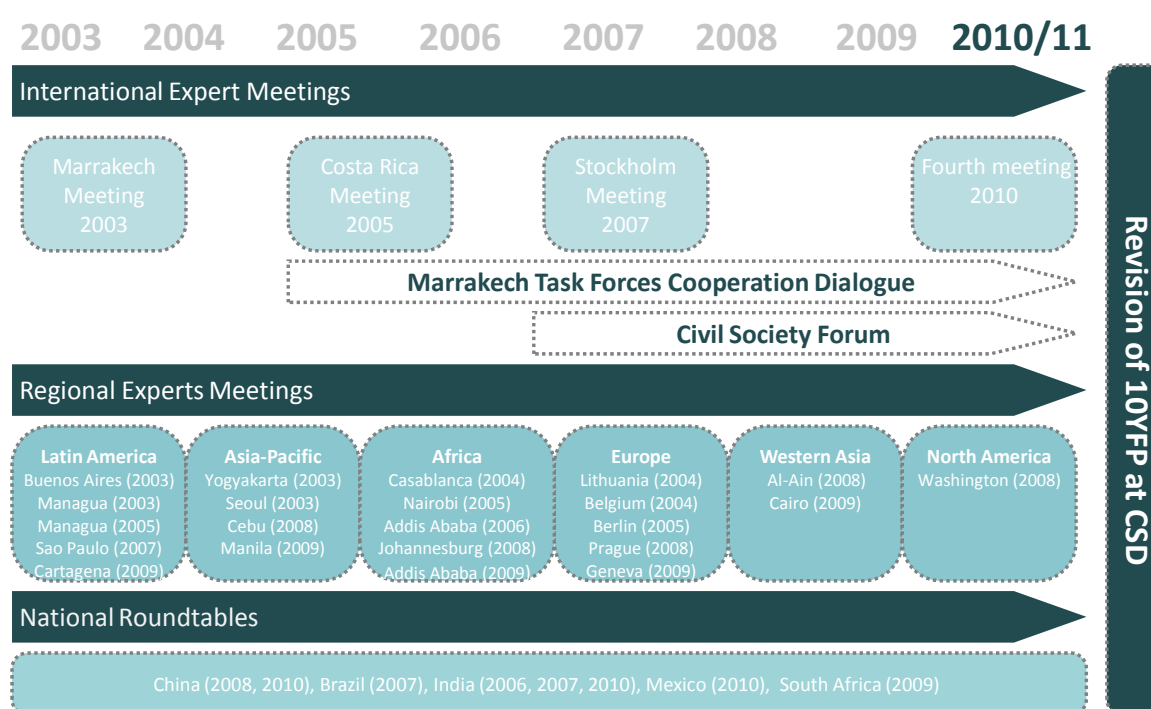 2003 2004 2005 2006 2007 2008 2009 2010/11
International Expert Meetings
Marrakech
Meeting
2003
Costa Rica
Meeting
2005
Stockholm
Meeting
2007
Fourth meeting
2010
Marrakech Task Forces Cooperation Dialogue
Civil Society Forum
Regional Experts Meetings
Latin America
Buenos Aires (2003)
Managua (2003)
Managua (2005)
Sao Paulo (2007)
Cartagena (2009)
Asia-Pacific
Yogyakarta (2003)
Seoul (2003)
Cebu (2008)
Manila (2009)
Africa
Casablanca (2004)
Nairobi (2005)
Addis Ababa (2006)
Johannesburg (2008)
Addis Ababa (2009)
Europe
Lithuania (2004)
Belgium (2004)
Berlin (2005)
Prague (2008)
Geneva (2009)
Western Asia
Al-Ain (2008)
Cairo (2009)
North America
Washington (2008)
National Roundtables
China (2008, 2010), Brazil (2007), India (2006, 2007, 2010), Mexico (2010), South Africa (2009)
Revision of 10YFP at CSD